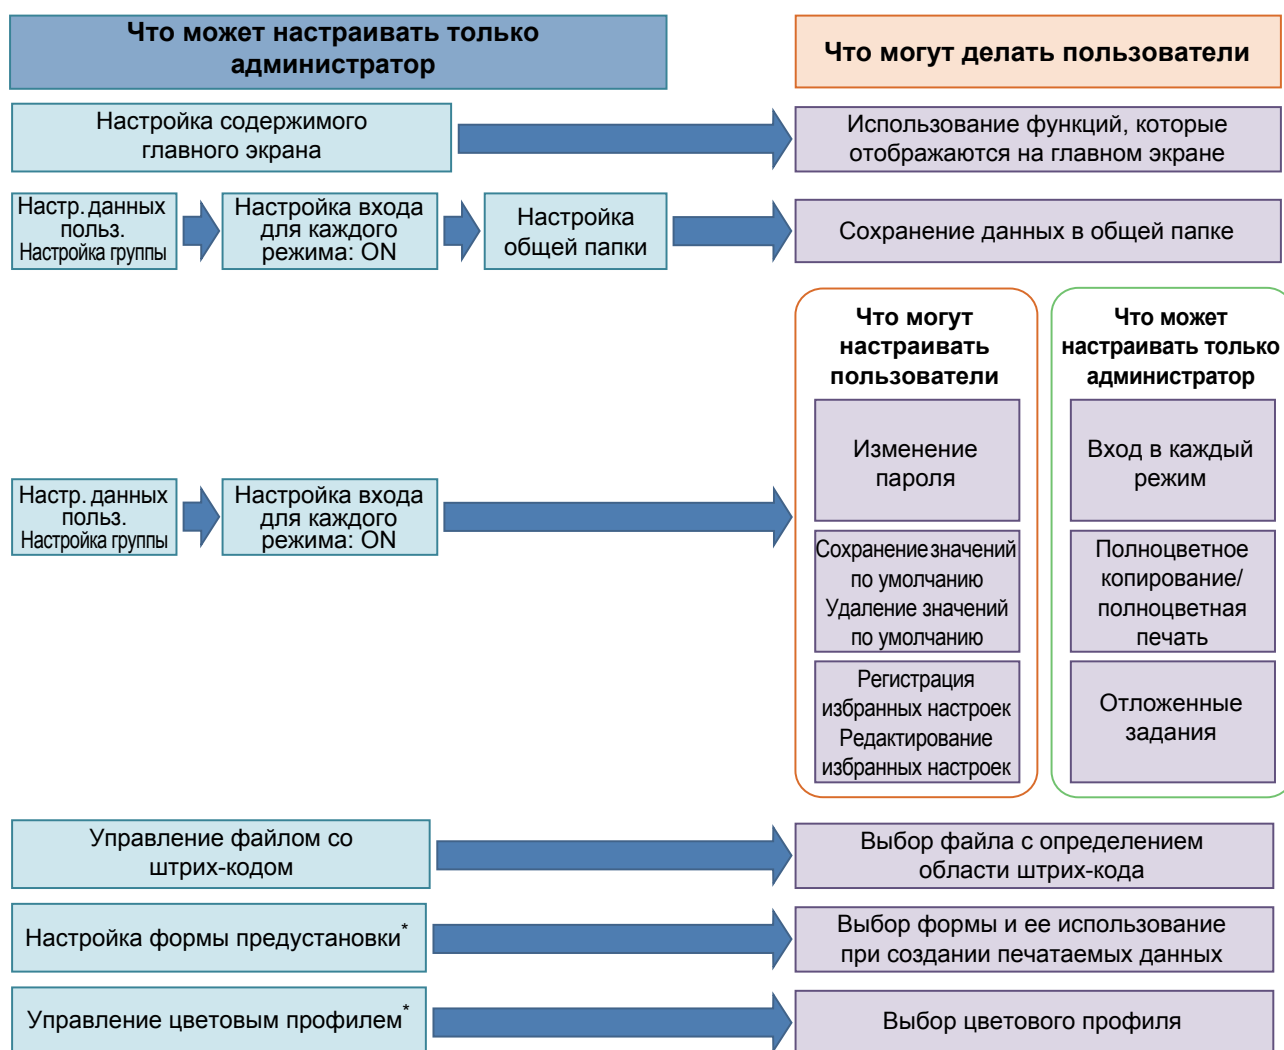 Что может настраивать только
администратор
Что могут делать пользователи
Настройка содержимого
главного экрана
Использование функций, которые
отображаются на главном экране
Настр. данных
польз.
Настройка группы
Настройка входа
для каждого
режима: ON
Настройка
общей папки
Сохранение данных в общей папке
Что могут
настраивать
пользователи
Что может
настраивать только
администратор
Изменение
пароля
Вход в каждый
режим
Настр. данных
польз.
Настройка группы
Настройка входа
для каждого
режима: ON
Сохранение значений
по умолчанию
Удаление значений
по умолчанию
Полноцветное
копирование/
полноцветная
печать
Регистрация
избранных настроек
Редактирование
избранных настроек
Отложенные
задания
Управление файлом со
штрих-кодом
Выбор файла с определением
области штрих-кода
Настройка формы предустановки*
Выбор формы и ее использование
при создании печатаемых данных
Управление цветовым профилем*
Выбор цветового профиля